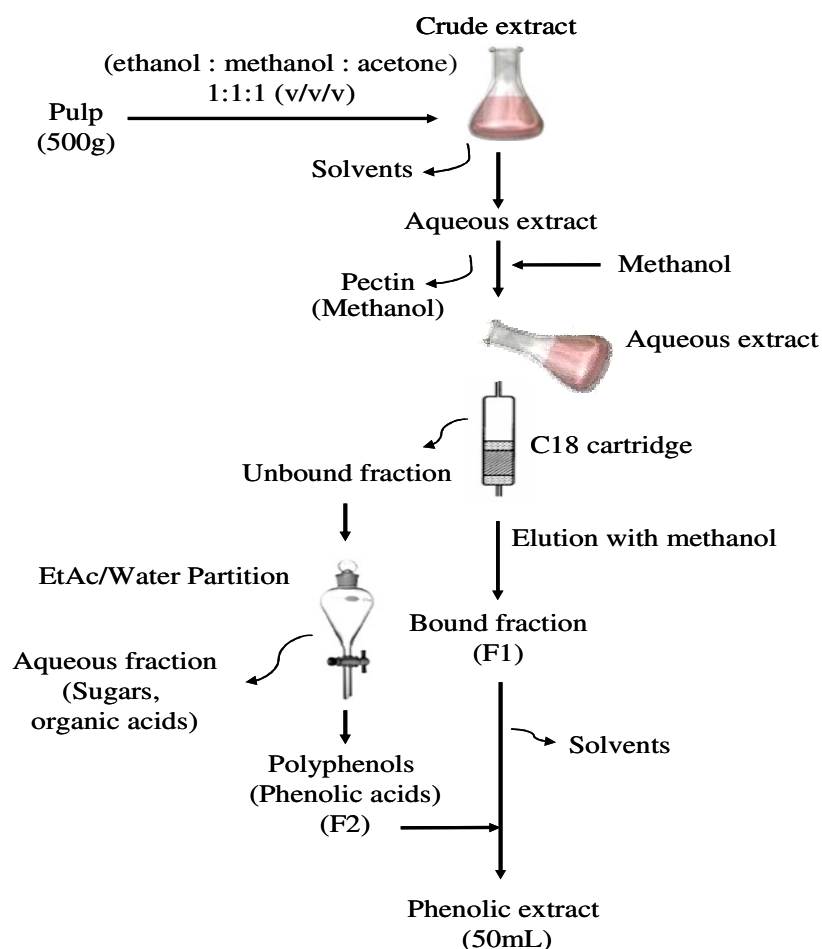 Crude extract
(ethanol : methanol : acetone)
1:1:1 (v/v/v)
Pulp
(500g)
Solvents
Aqueous extract
Methanol
Pectin
(Methanol)
Aqueous extract
C18 cartridge
Unbound fraction
Elution with methanol
EtAc/Water Partition
Bound fraction
(F1)
Aqueous fraction
(Sugars,
organic acids)
Solvents
Polyphenols
(Phenolic acids)
(F2)
Phenolic extract
(50mL)